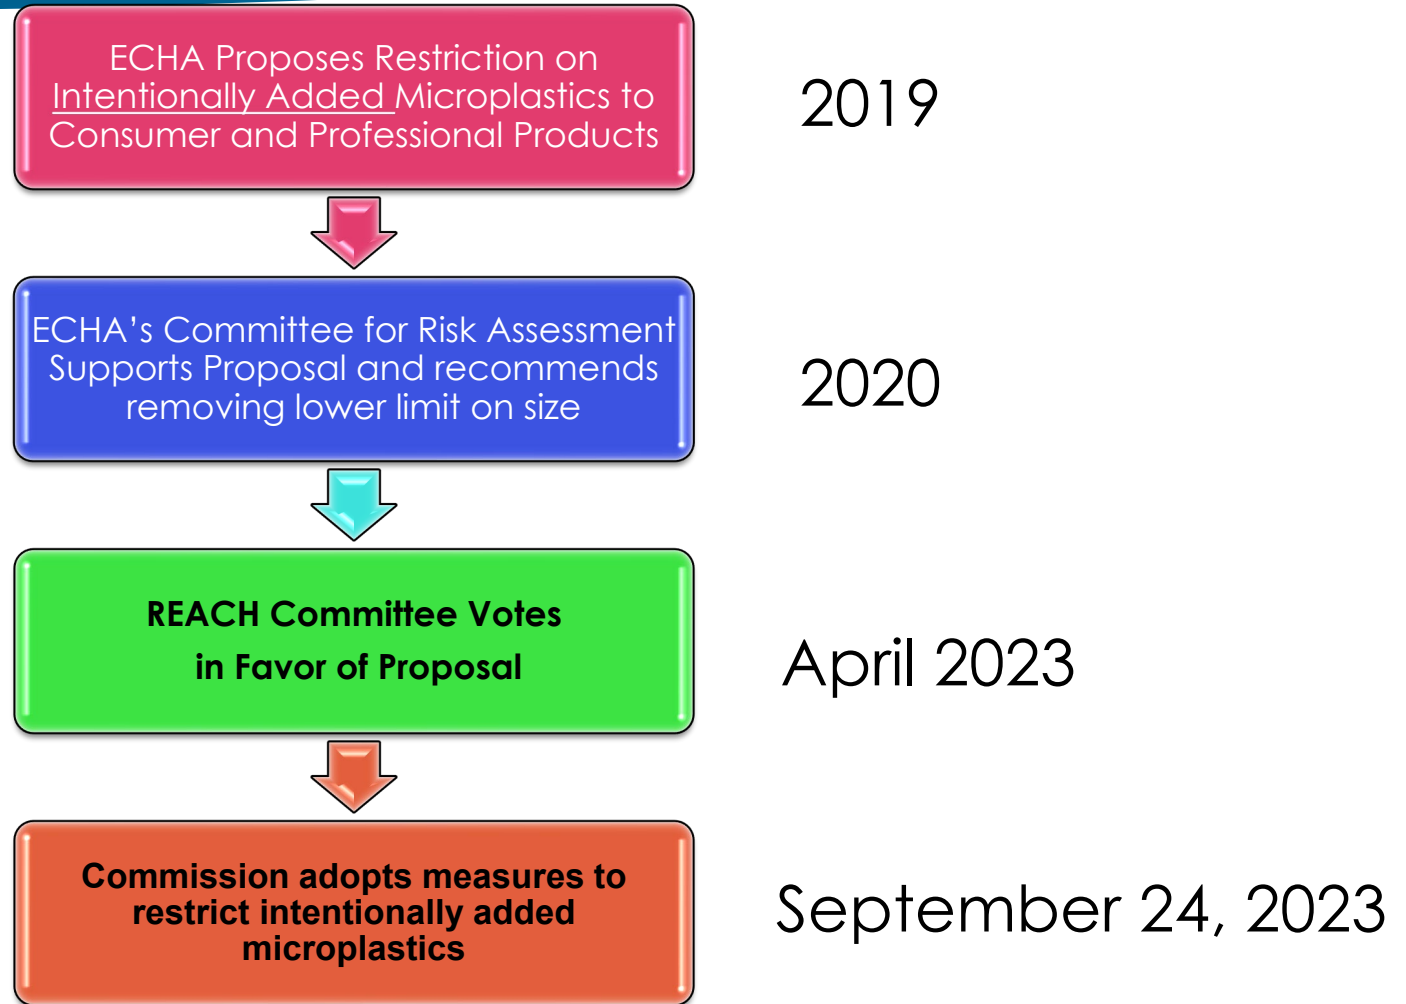 ECHA Proposes Restriction on
Intentionally Added Microplastics to
Consumer and Professional Products
2019
ECHA’s Committee for Risk Assessment
Supports Proposal and recommends
removing lower limit on size
2020
REACH Committee Votes
in Favor of Proposal
April 2023
Commission adopts measures to
restrict intentionally added
microplastics
September 24, 2023